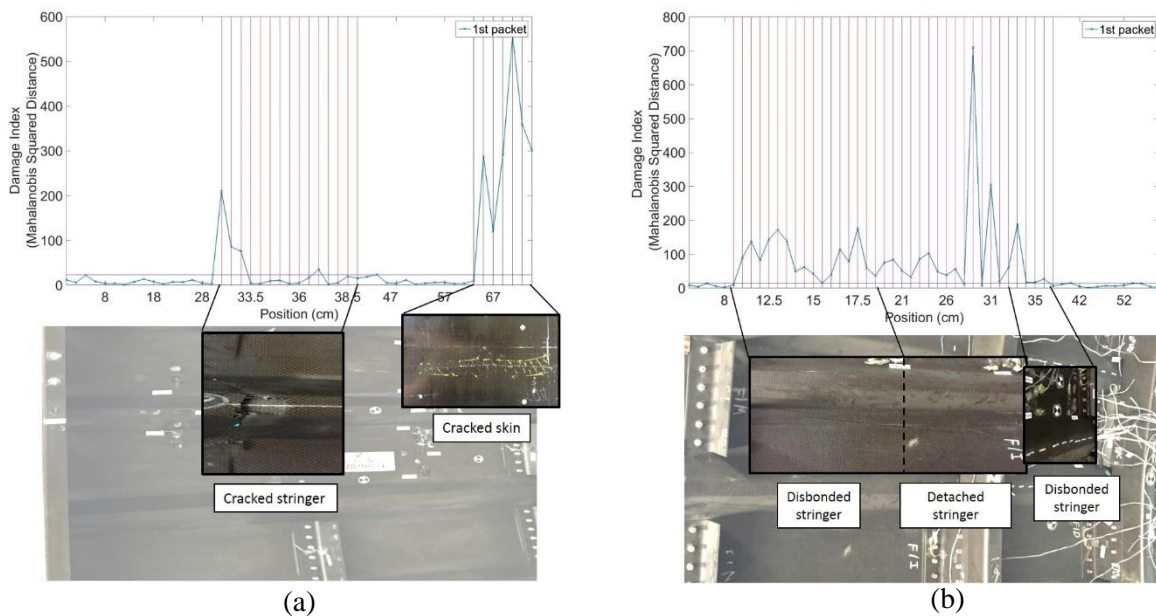 600
500
400
300
200
100
0
Damage Index
(Mahalanobis Squared Distance)
1st packet
8 18 28 33.5 36 38.5 47 57 67
Position (cm)
Cracked skin
Cracked stringer
(a)
800
700
600
500
400
300
200
100
0
Damage Index
(Mahalanobis Squared Distance)
1st packet
8 12.5 15 17.5 21 26 31 35 42 52
Position (cm)
F/I
Disbonded
stringer
Detached
stringer
Disbonded
stringer
F/I
(b)